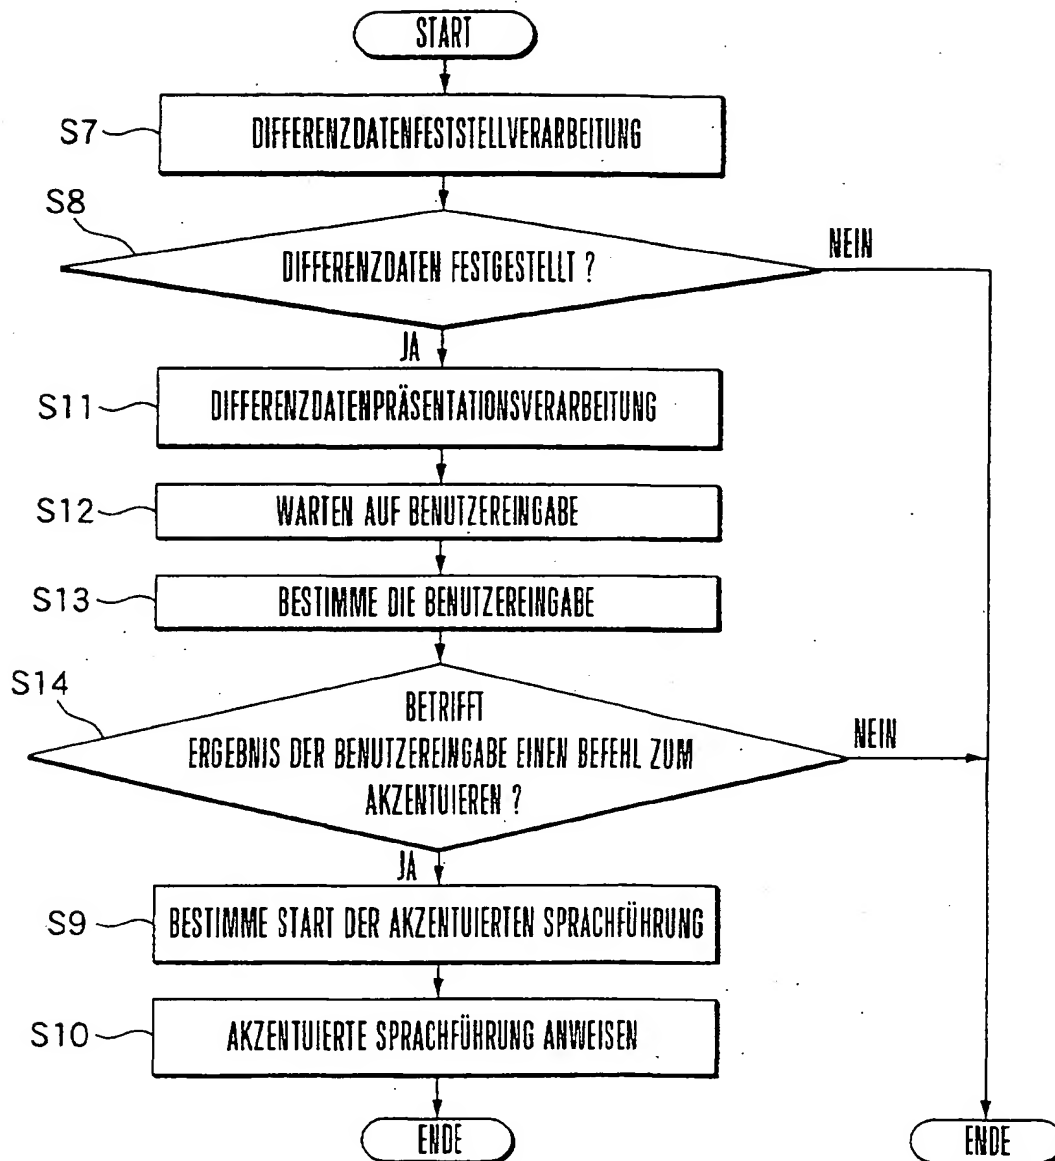 START
S7
DIFFERENZDATENFESTSTELLVERARBEITUNG
S8
DIFFERENZDATEN FESTGESTELLT ?
NEIN
JA
S11
DIFFERENZDATENPRÄSENTATIONSVERARBEITUNG
S12
WARTEN AUF BENUTZEREINGABE
S13
BESTIMME DIE BENUTZEREINGABE
S14
BETRIFFT
ERGEBNIS DER BENUTZEREINGABE EINEN BEFEHL ZUM
AKZENTUIEREN ?
NEIN
JA
S9
BESTIMME START DER AKZENTUIERTEN SPRACHFÜHRUNG
S10
AKZENTUIERTE SPRACHFÜHRUNG ANWEISEN
ENDE
ENDE